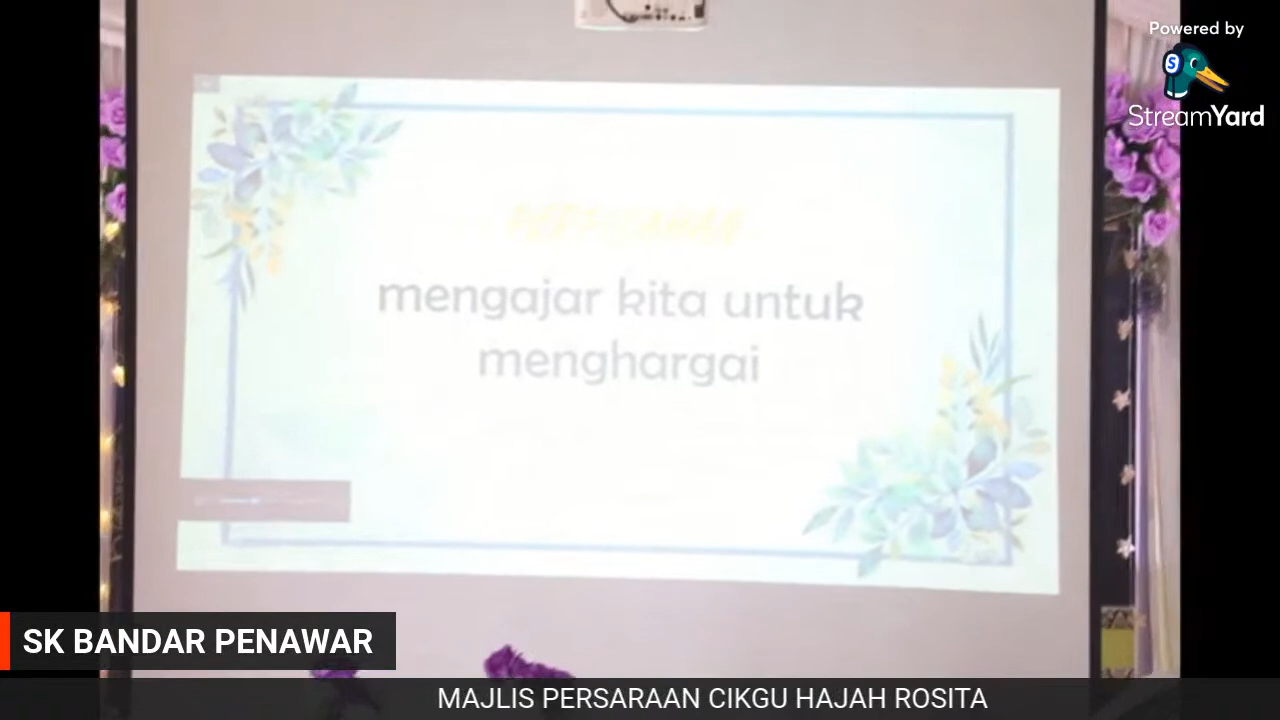 Powered by
StreamYard
mengajar kita untuk
menghargai
SK BANDAR PENAWAR
MAJLIS PERSARAAN CIKGU HAJAH ROSITA